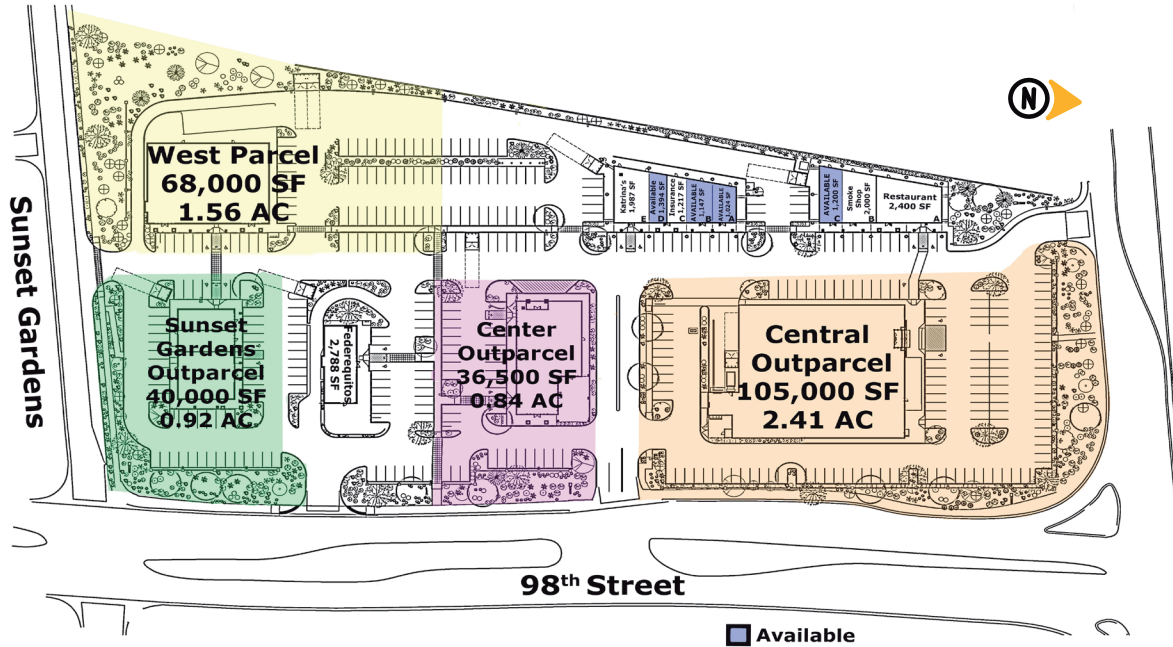 N
Sunset Gardens
West Parcel
68,000 SF
1.56 AC
Katrina's
1,987 SF
Available
1,394 SF
D
Insurance
1,217 SF
C
AVAILABLE
1,147 SF
B
AVAILABLE
A
AVAILABLE
1,200 SF
C
Smoke
Shop
2,000 SF
B
Restaurant
2,400 SF
A
Sunset
Gardens
Outparcel
40,000 SF
0.92 AC
Federequitos
2,788 SF
Center
Outparcel
36,500 SF
0.84 AC
Central
Outparcel
105,000 SF
2.41 AC
98th Street
Available